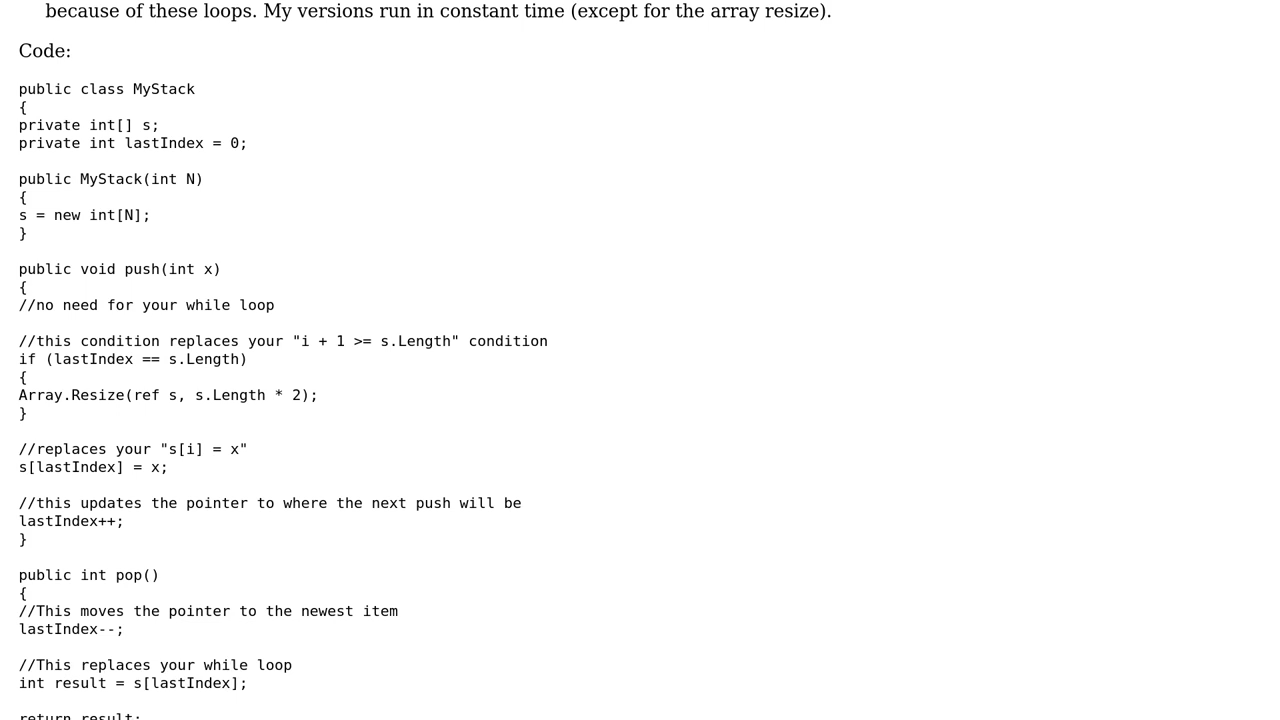 because of these loops. My versions run in constant time (except for the array resize).
Code:
public class MyStack
{
private int[] s;
private int lastIndex = 0;
public MyStack(int N)
{
s = new int[N];
}
public void push(int x)
{
//no need for your while loop
//this condition replaces your "i + 1 >= s.Length" condition
if (lastIndex == s.Length)
{
Array.Resize(ref s, s.Length * 2);
}
//replaces your "s[i] = x"
s[lastIndex] = x;
//this updates the pointer to where the next push will be
lastIndex++;
}
public int pop()
{
//This moves the pointer to the newest item
lastIndex--;
//This replaces your while loop
int result = s[lastIndex];
return result;